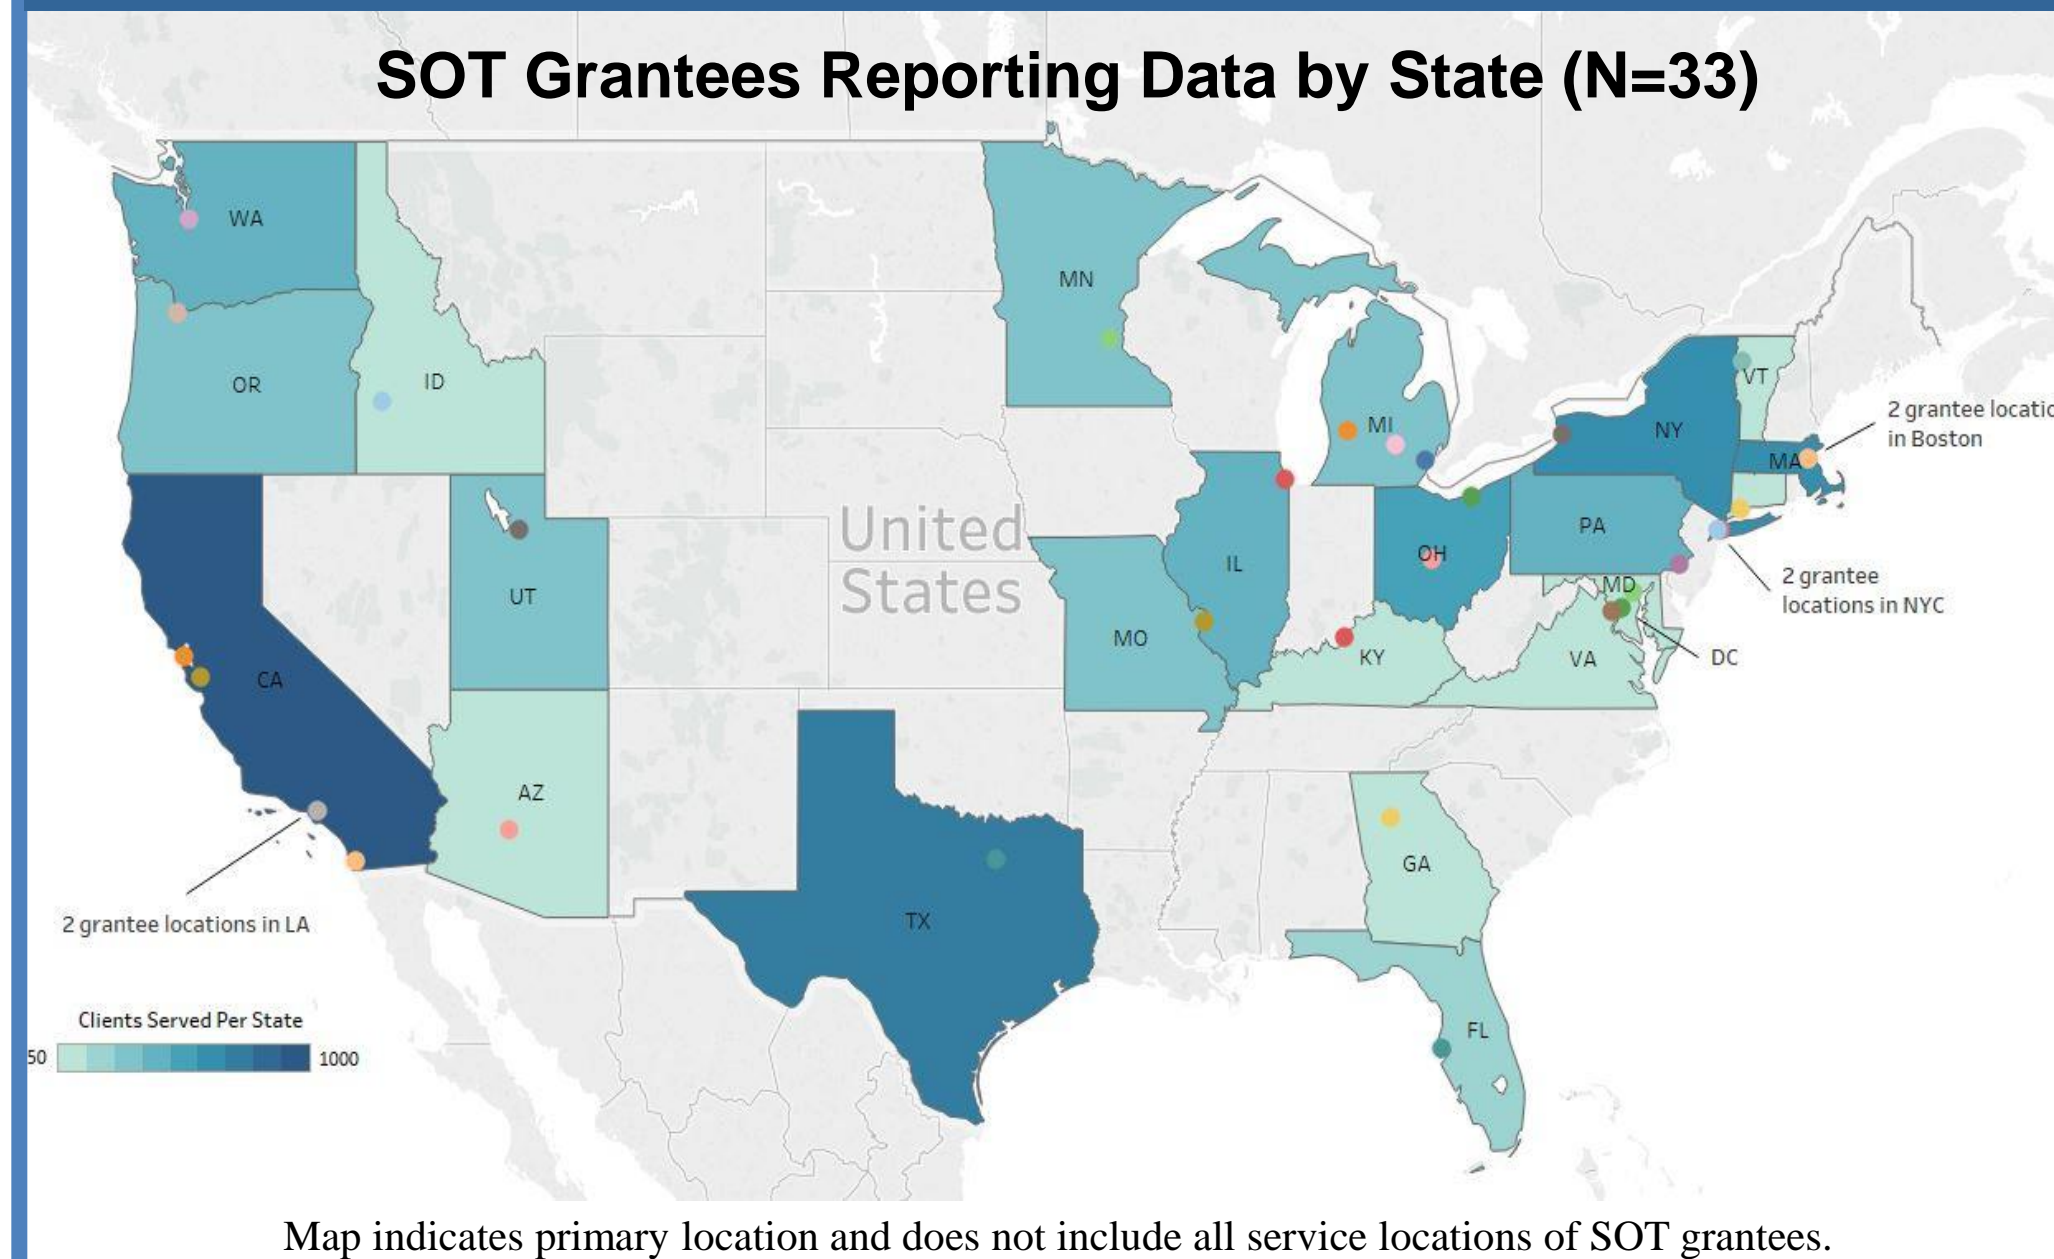 SOT Grantees Reporting Data by State (N=33)
WA
MN
OR
ID
MI
NY
VT
2 grantee locatio
in Boston
MA
United
States
PA
OH
IL
UT
MD
2 grantee
locations in NYC
MO
KY
VA
DC
CA
AZ
GA
TX
2 grantee locations in LA
FL
Clients Served Per State
50
1000
Map indicates primary location and does not include all service locations of SOT grantees.